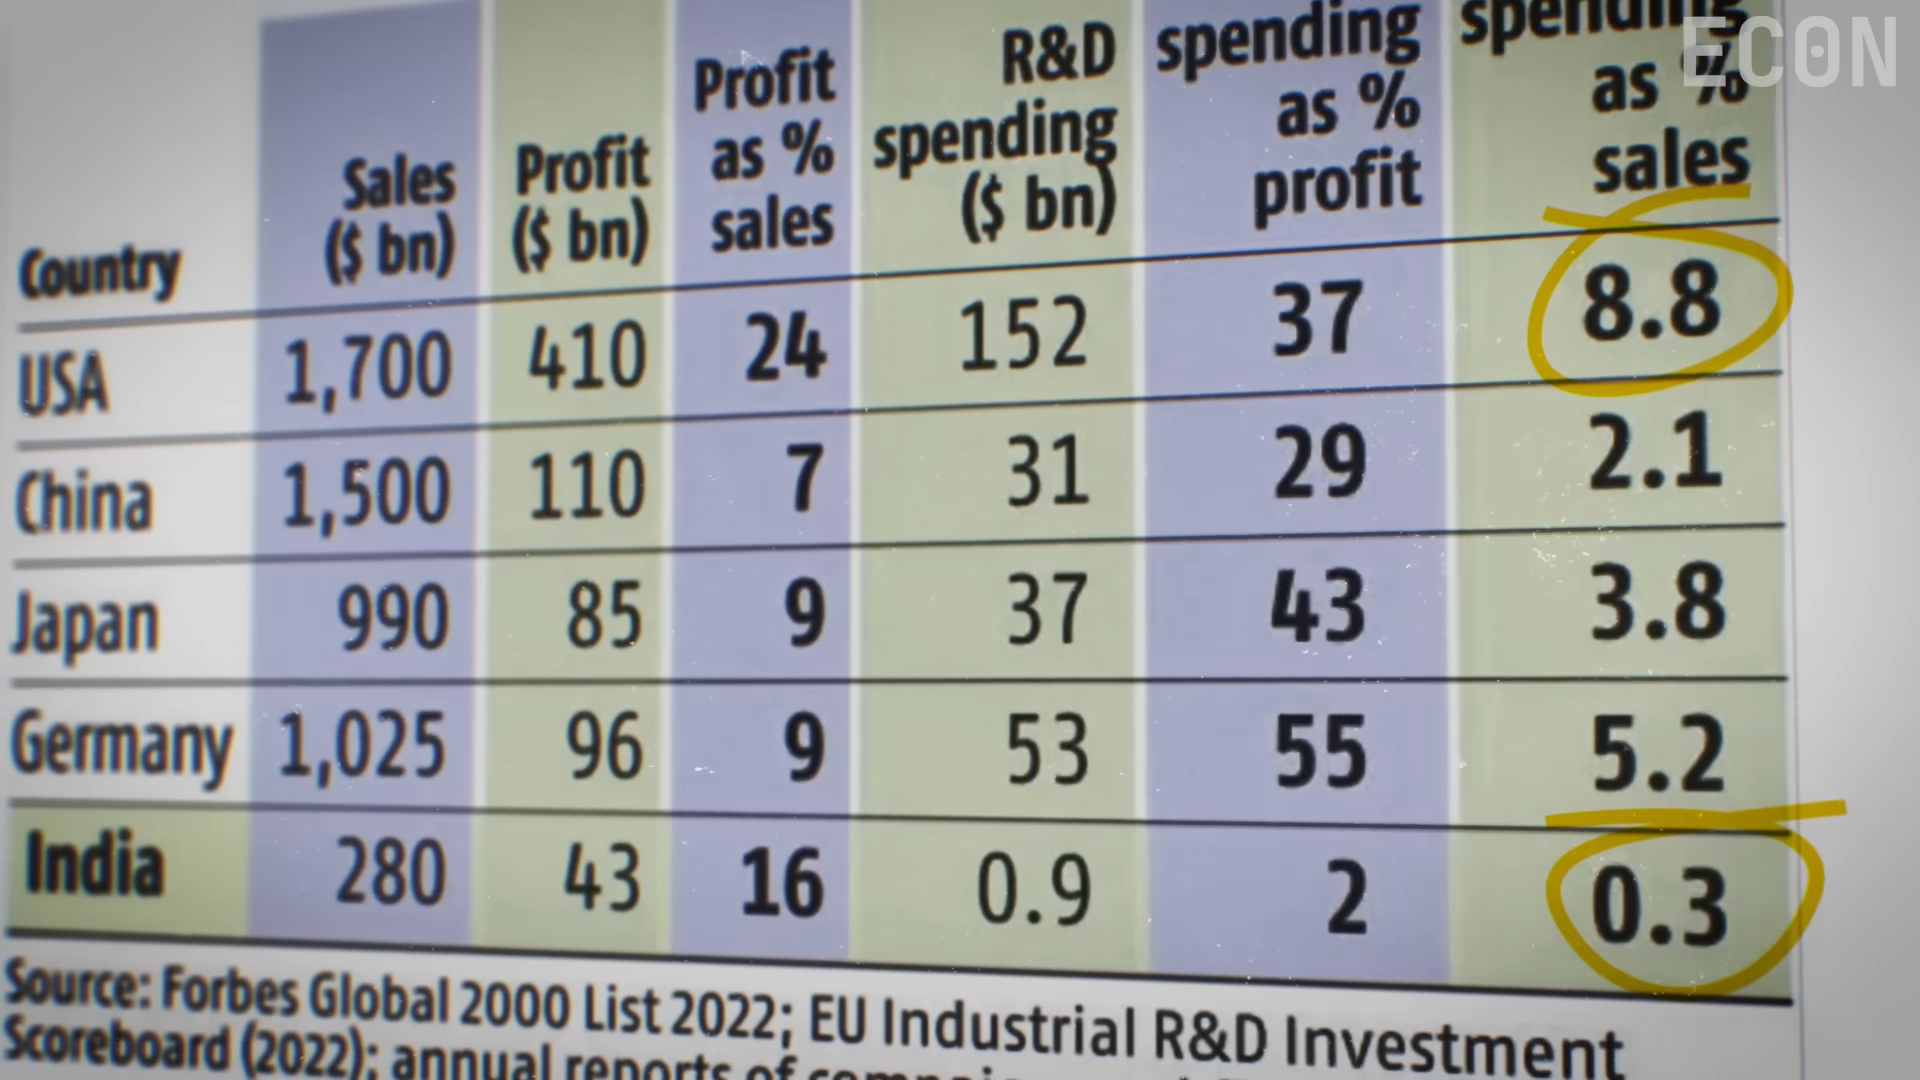 ECON
Country Sales ($ bn) Profit ($ bn) Profit as % sales R&D spending ($ bn) spending as % profit spending as % sales
USA 1,700 410 24 152 37 8.8
China 1,500 110 7 31 29 2.1
Japan 990 85 9 37 43 3.8
Germany 1,025 96 9 53 55 5.2
India 280 43 16 0.9 2 0.3
Source: Forbes Global 2000 List 2022; EU Industrial R&D Investment
Scoreboard (2022); annual reports of